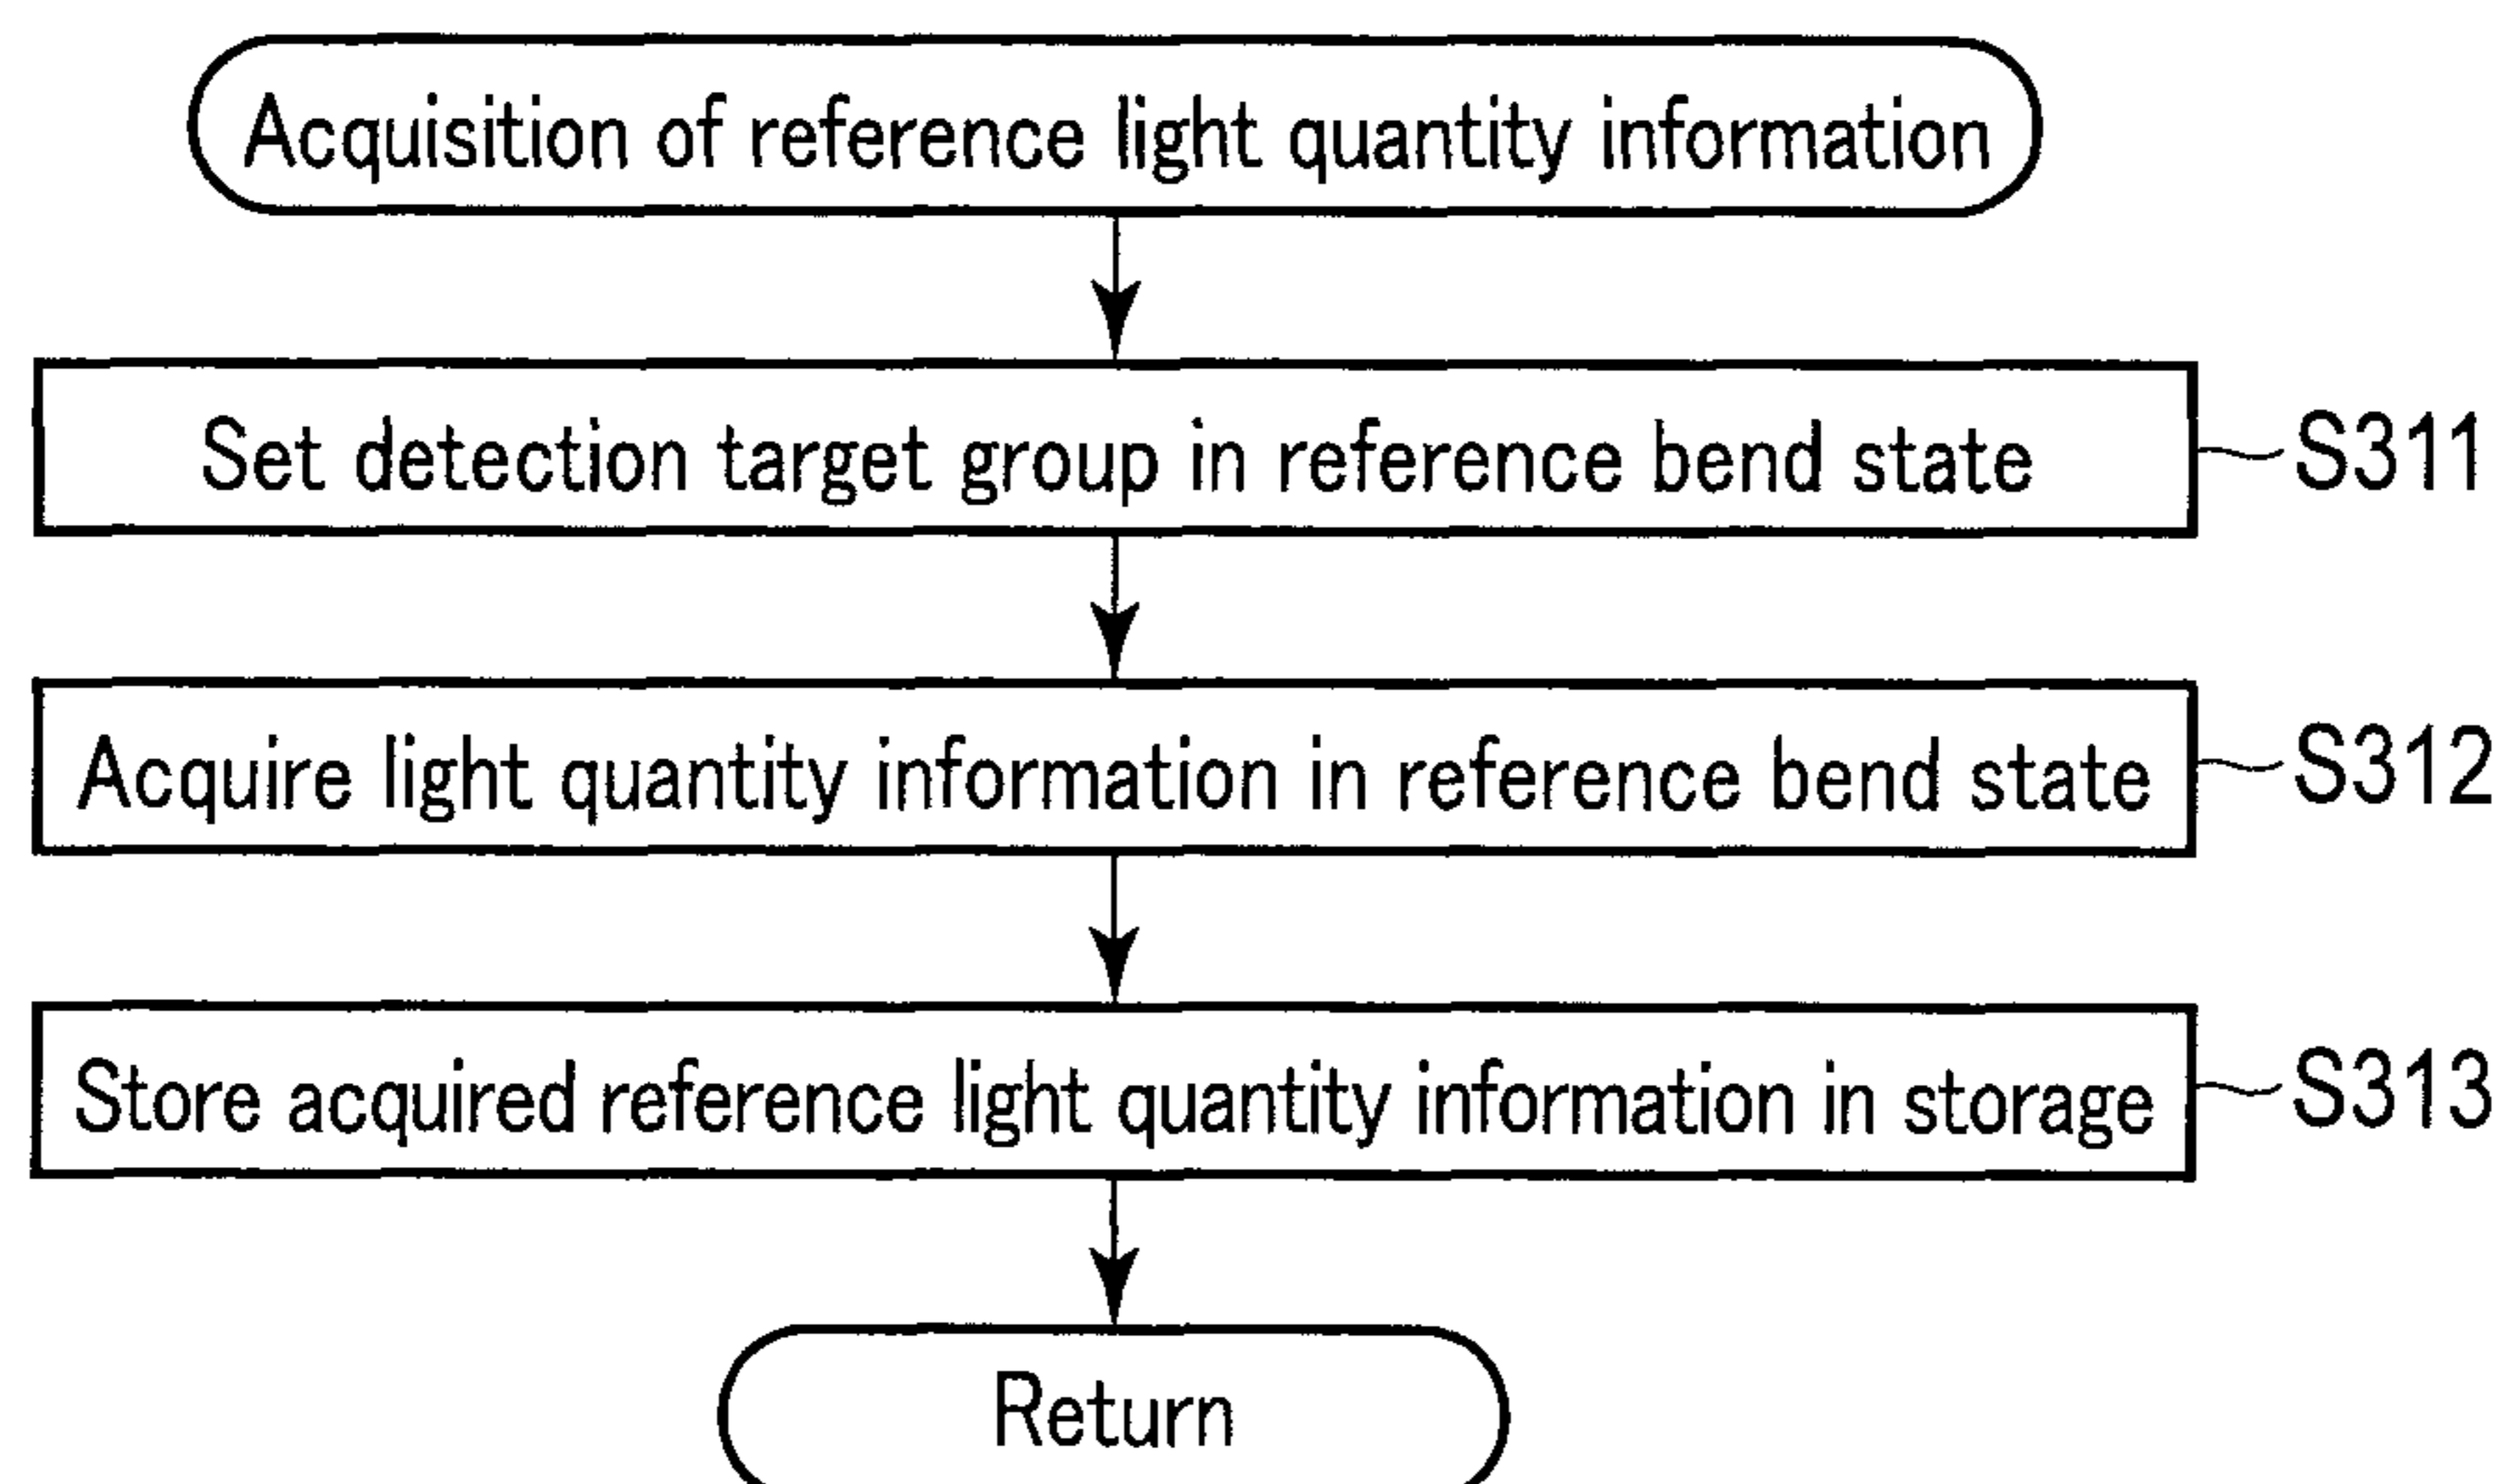 Acquisition of reference light quantity information
Set detection target group in reference bend state
S311
Acquire light quantity information in reference bend state
S312
Store acquired reference light quantity information in storage
S313
Return